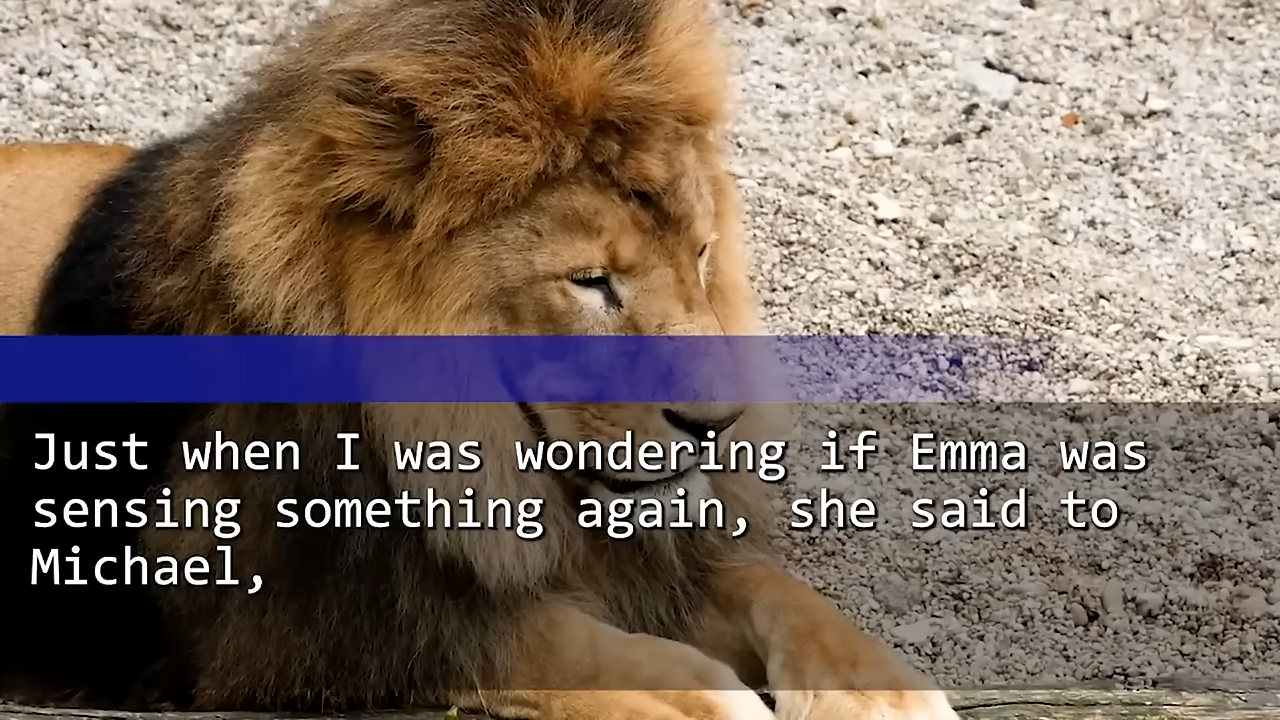 Just when I was wondering if Emma was
sensing something again, she said to
Michael,